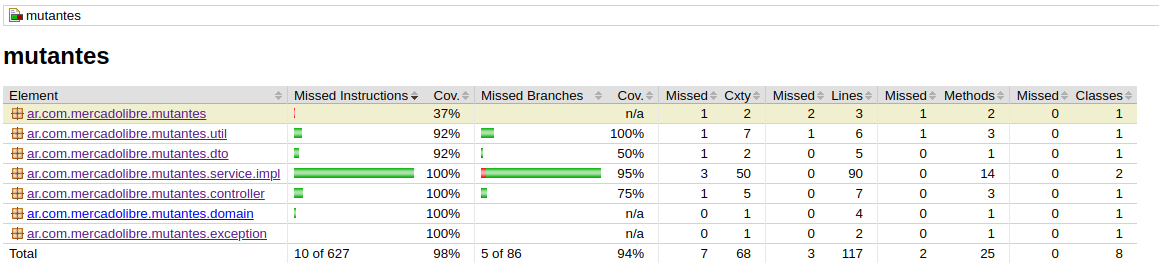 mutantes
mutantes
Element Missed Instructions Cov. Missed Branches Cov. Missed Cxty Missed Lines Missed Methods Missed Classes
ar.com.mercadolibre.mutantes 37% n/a 1 2 2 3 1 2 0 1
ar.com.mercadolibre.mutantes.util 92% 100% 1 7 1 6 1 3 0 1
ar.com.mercadolibre.mutantes.dto 92% 50% 1 2 0 5 0 1 0 1
ar.com.mercadolibre.mutantes.service.impl 100% 95% 3 50 0 90 0 14 0 2
ar.com.mercadolibre.mutantes.controller 100% 75% 1 5 0 7 0 3 0 1
ar.com.mercadolibre.mutantes.domain 100% n/a 0 1 0 4 0 1 0 1
ar.com.mercadolibre.mutantes.exception 100% n/a 0 1 0 2 0 1 0 1
Total 10 of 627 98% 5 of 86 94% 7 68 3 117 2 25 0 8